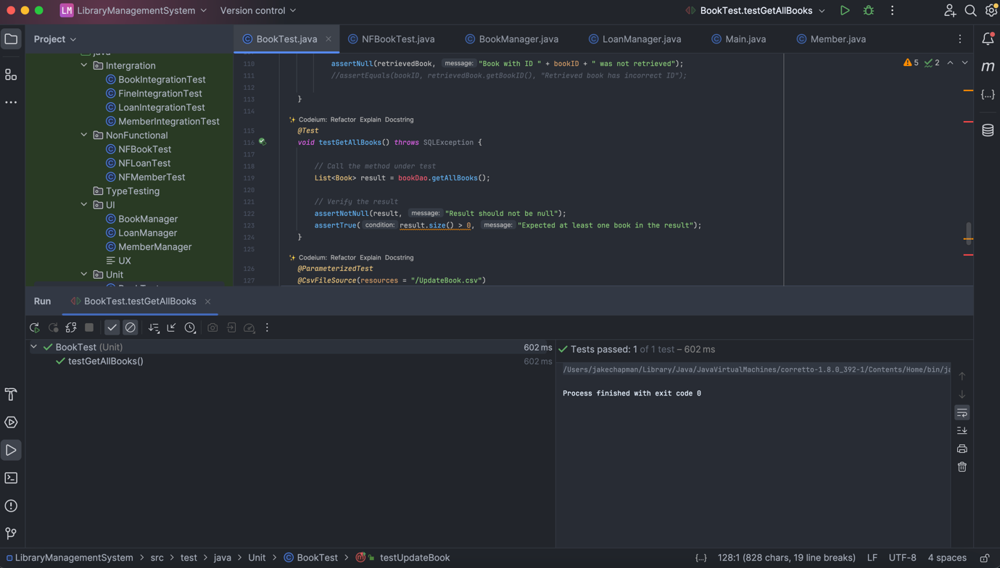 LM LibraryManagementSystem Version control BookTest.testGetAllBooks
Project BookTest.java NFBookTest.java BookManager.java LoanManager.java Main.java Member.java
Intergration
BookIntegrationTest
FineIntegrationTest
LoanIntegrationTest
MemberIntegrationTest
NonFunctional
NFBookTest
NFLoanTest
NFMemberTest
TypeTesting
UI
BookManager
LoanManager
MemberManager
UX
Unit
110 assertNull(retrievedBook, message: "Book with ID " + bookID + " was not retrieved");
111 //assertEquals(bookID, retrievedBook.getBookID(), "Retrieved book has incorrect ID");
112
113 }
114
Codeium: Refactor Explain Docstring
115 @Test
116 void testGetAllBooks() throws SQLException {
117
118 // Call the method under test
119 List<Book> result = bookDao.getAllBooks();
120
121 // Verify the result
122 assertNotNull(result, message: "Result should not be null");
123 assertTrue( condition: result.size() > 0, message: "Expected at least one book in the result");
124 }
125
Codeium: Refactor Explain Docstring
126 @ParameterizedTest
127 @CsvFileSource(resources = "/UpdateBook.csv")
5 2
m
{...}
Run BookTest.testGetAllBooks
BookTest (Unit) 602 ms
testGetAllBooks() 602 ms
Tests passed: 1 of 1 test – 602 ms
/Users/jakechapman/Library/Java/JavaVirtualMachines/corretto-1.8.0_392-1/Contents/Home/bin/ja
Process finished with exit code 0
LibraryManagementSystem > src > test > java > Unit > BookTest > testUpdateBook {...} 128:1 (828 chars, 19 line breaks) LF UTF-8 4 spaces